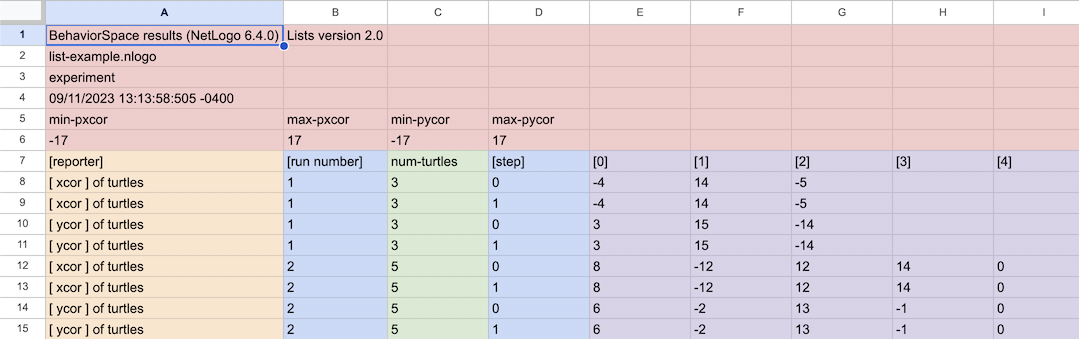 A B C D E F G H I
1 BehaviorSpace results (NetLogo 6.4.0) Lists version 2.0
2 list-example.nlogo
3 experiment
4 09/11/2023 13:13:58:505 -0400
5 min-pxcor max-pxcor min-pycor max-pycor
6 -17 17 -17 17
7 [reporter] [run number] num-turtles [step] [0] [1] [2] [3] [4]
8 [ xcor ] of turtles 1 3 0 -4 14 -5
9 [ xcor ] of turtles 1 3 1 -4 14 -5
10 [ ycor ] of turtles 1 3 0 3 15 -14
11 [ ycor ] of turtles 1 3 1 3 15 -14
12 [ xcor ] of turtles 2 5 0 8 -12 12 14 0
13 [ xcor ] of turtles 2 5 1 8 -12 12 14 0
14 [ ycor ] of turtles 2 5 0 6 -2 13 -1 0
15 [ ycor ] of turtles 2 5 1 6 -2 13 -1 0